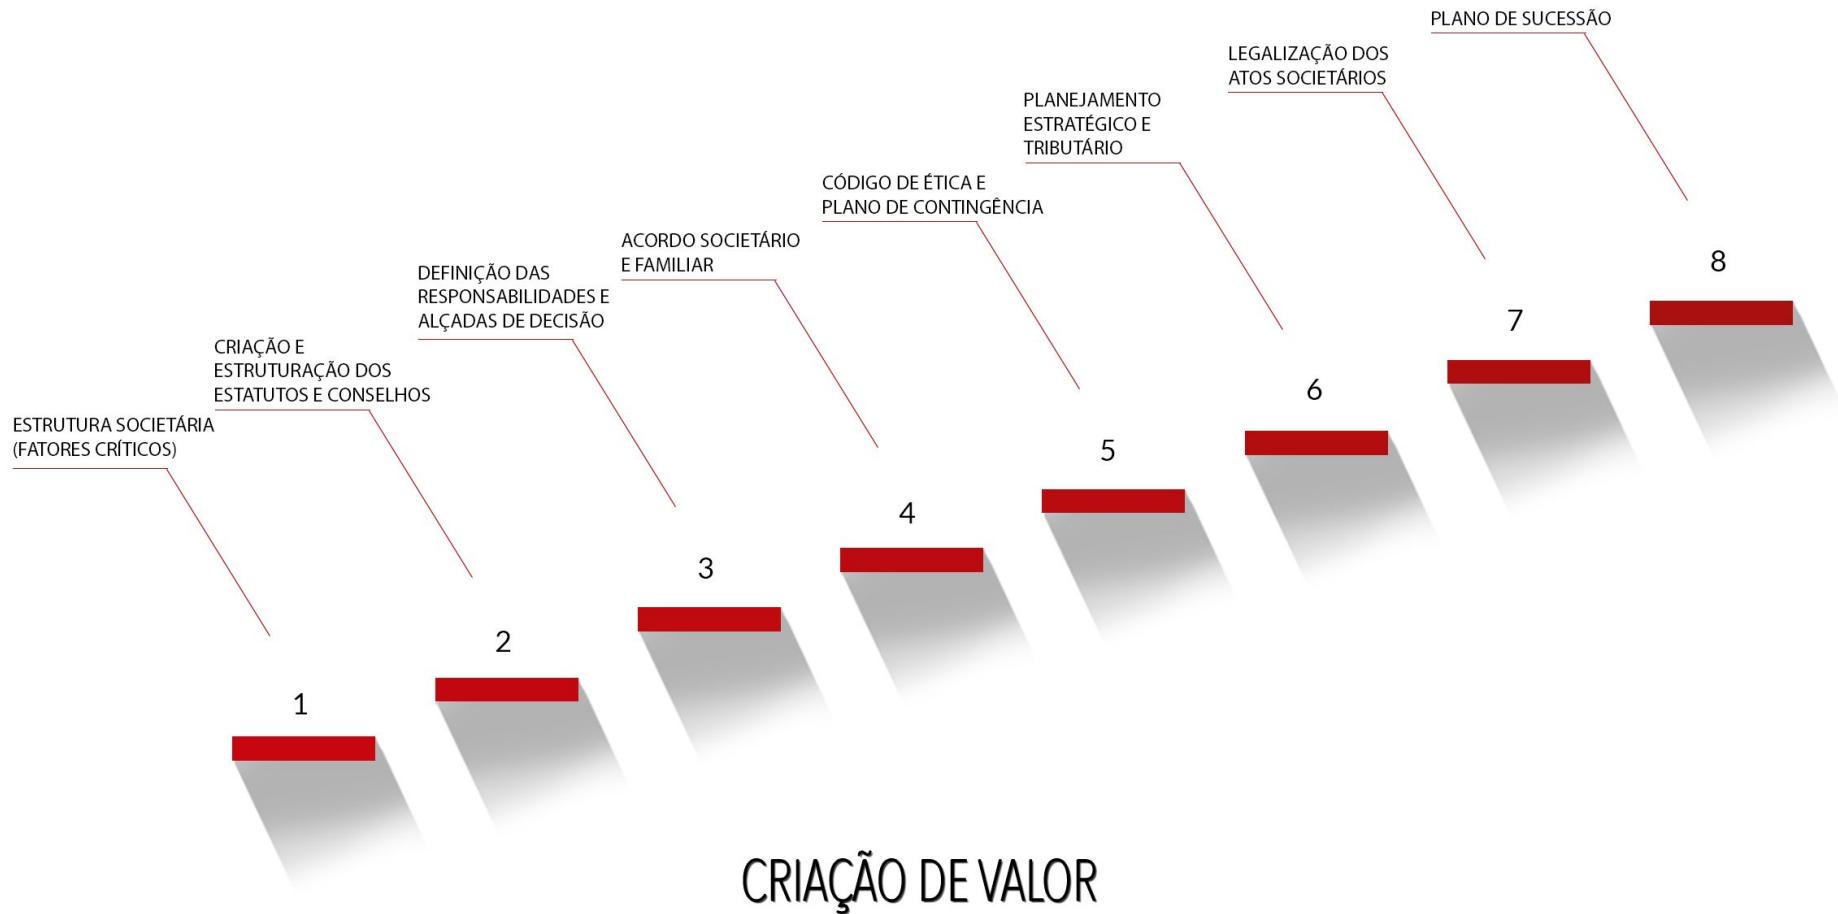 ESTRUTURA SOCIETÁRIA
(FATORES CRÍTICOS)
1
CRIAÇÃO E
ESTRUTURAÇÃO DOS
ESTATUTOS E CONSELHOS
2
DEFINIÇÃO DAS
RESPONSABILIDADES E
ALÇADAS DE DECISÃO
3
ACORDO SOCIETÁRIO
E FAMILIAR
4
CÓDIGO DE ÉTICA E
PLANO DE CONTINGÊNCIA
5
PLANEJAMENTO
ESTRATÉGICO E
TRIBUTÁRIO
6
LEGALIZAÇÃO DOS
ATOS SOCIETÁRIOS
7
PLANO DE SUCESSÃO
8
CRIAÇÃO DE VALOR